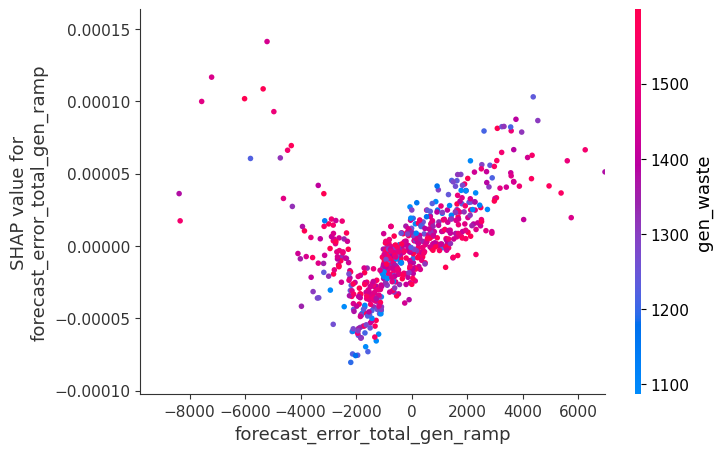 0.00015
0.00010
0.00005
0.00000
−0.00005
−0.00010
SHAP value for
forecast_error_total_gen_ramp
−8000 −6000 −4000 −2000 0 2000 4000 6000
forecast_error_total_gen_ramp
1500
1400
1300
1200
1100
gen_waste